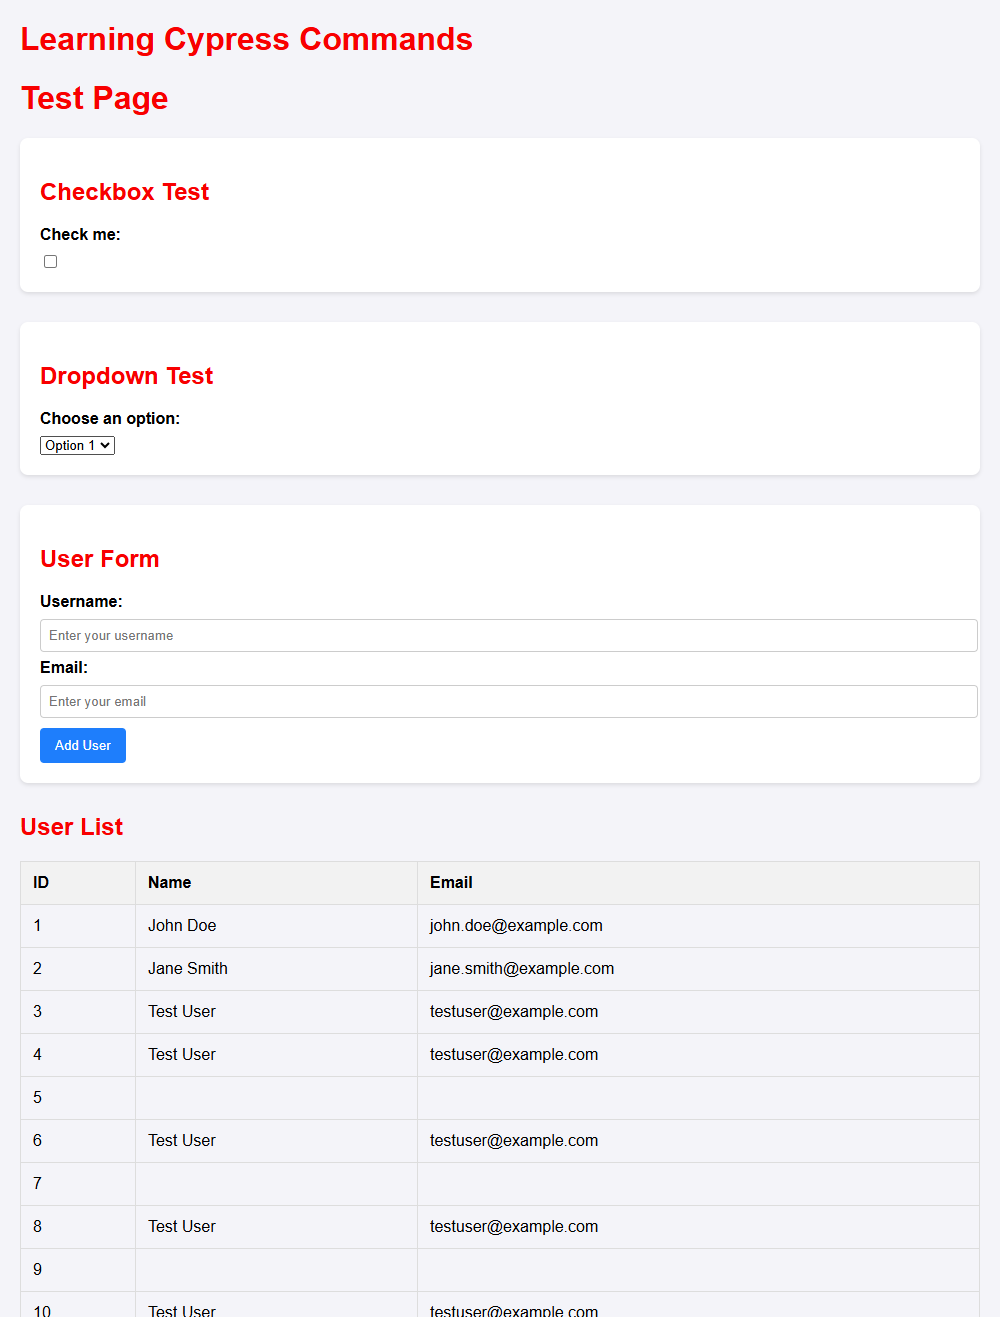 Learning Cypress Commands
Test Page
Checkbox Test
Check me:
Dropdown Test
Choose an option:
Option 1
User Form
Username:
Enter your username
Email:
Enter your email
Add User
User List
ID Name Email
1 John Doe john.doe@example.com
2 Jane Smith jane.smith@example.com
3 Test User testuser@example.com
4 Test User testuser@example.com
5
6 Test User testuser@example.com
7
8 Test User testuser@example.com
9
10 Test User testuser@example.com